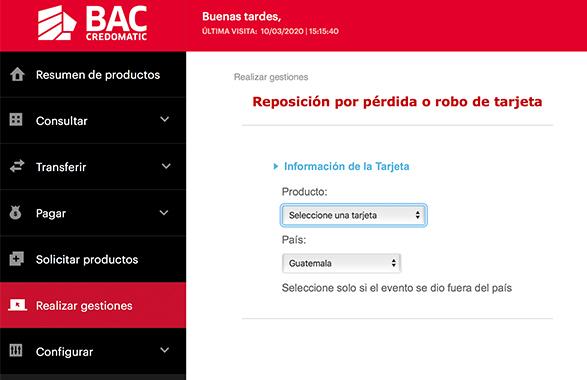 BAC
CREDOMATIC
Buenas tardes,
ÚLTIMA VISITA: 10/03/2020 | 15:15:40
Resumen de productos
Consultar
Transferir
Pagar
Solicitar productos
Realizar gestiones
Configurar
Realizar gestiones
Reposición por pérdida o robo de tarjeta
Información de la Tarjeta
Producto:
Seleccione una tarjeta
País:
Guatemala
Seleccione solo si el evento se dio fuera del país